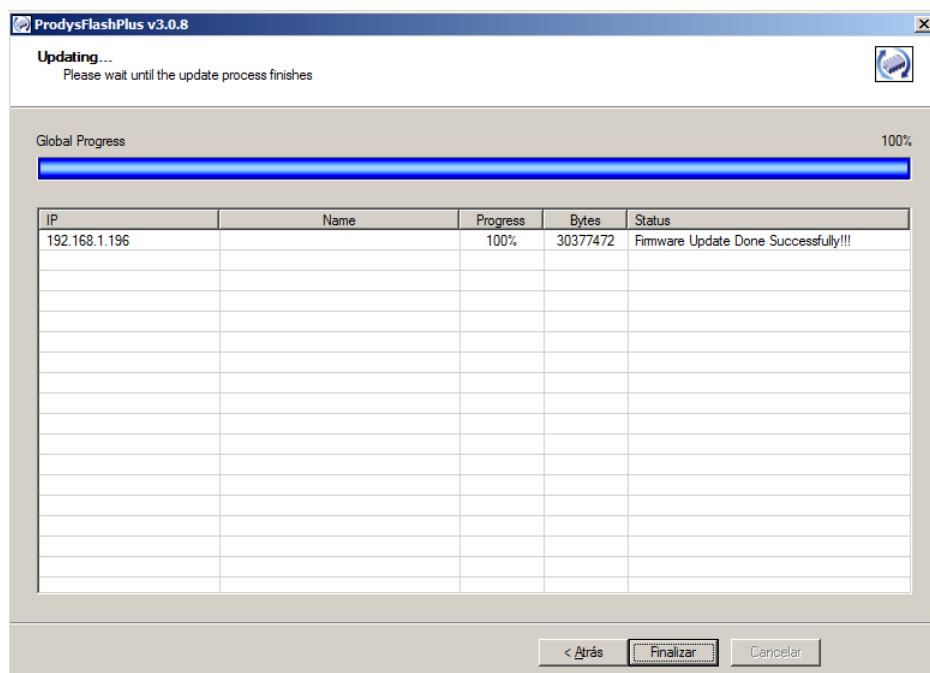 ProdysFlashPlus v3.0.8
Updating...
Please wait until the update process finishes
Global Progress 100%
IP Name Progress Bytes Status
192.168.1.196 100% 30377472 Firmware Update Done Successfully!!!
< Atrás Finalizar Cancelar